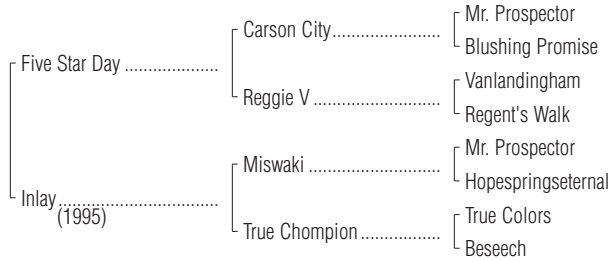 Mr. Prospector
Carson City
Blushing Promise
Five Star Day
Vanlandingham
Reggie V
Regent's Walk
Mr. Prospector
Miswaki
Hopespringseternal
Inlay
(1995)
True Colors
True Chompion
Beseech